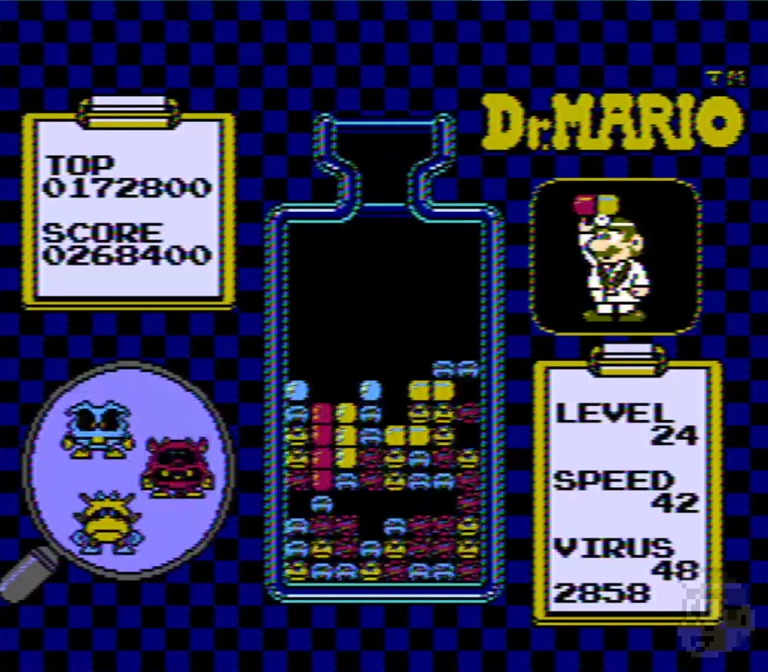 TM
Dr. MARIO
TOP
0172800
SCORE
0268400
LEVEL
24
SPEED
42
VIRUS
48
2858